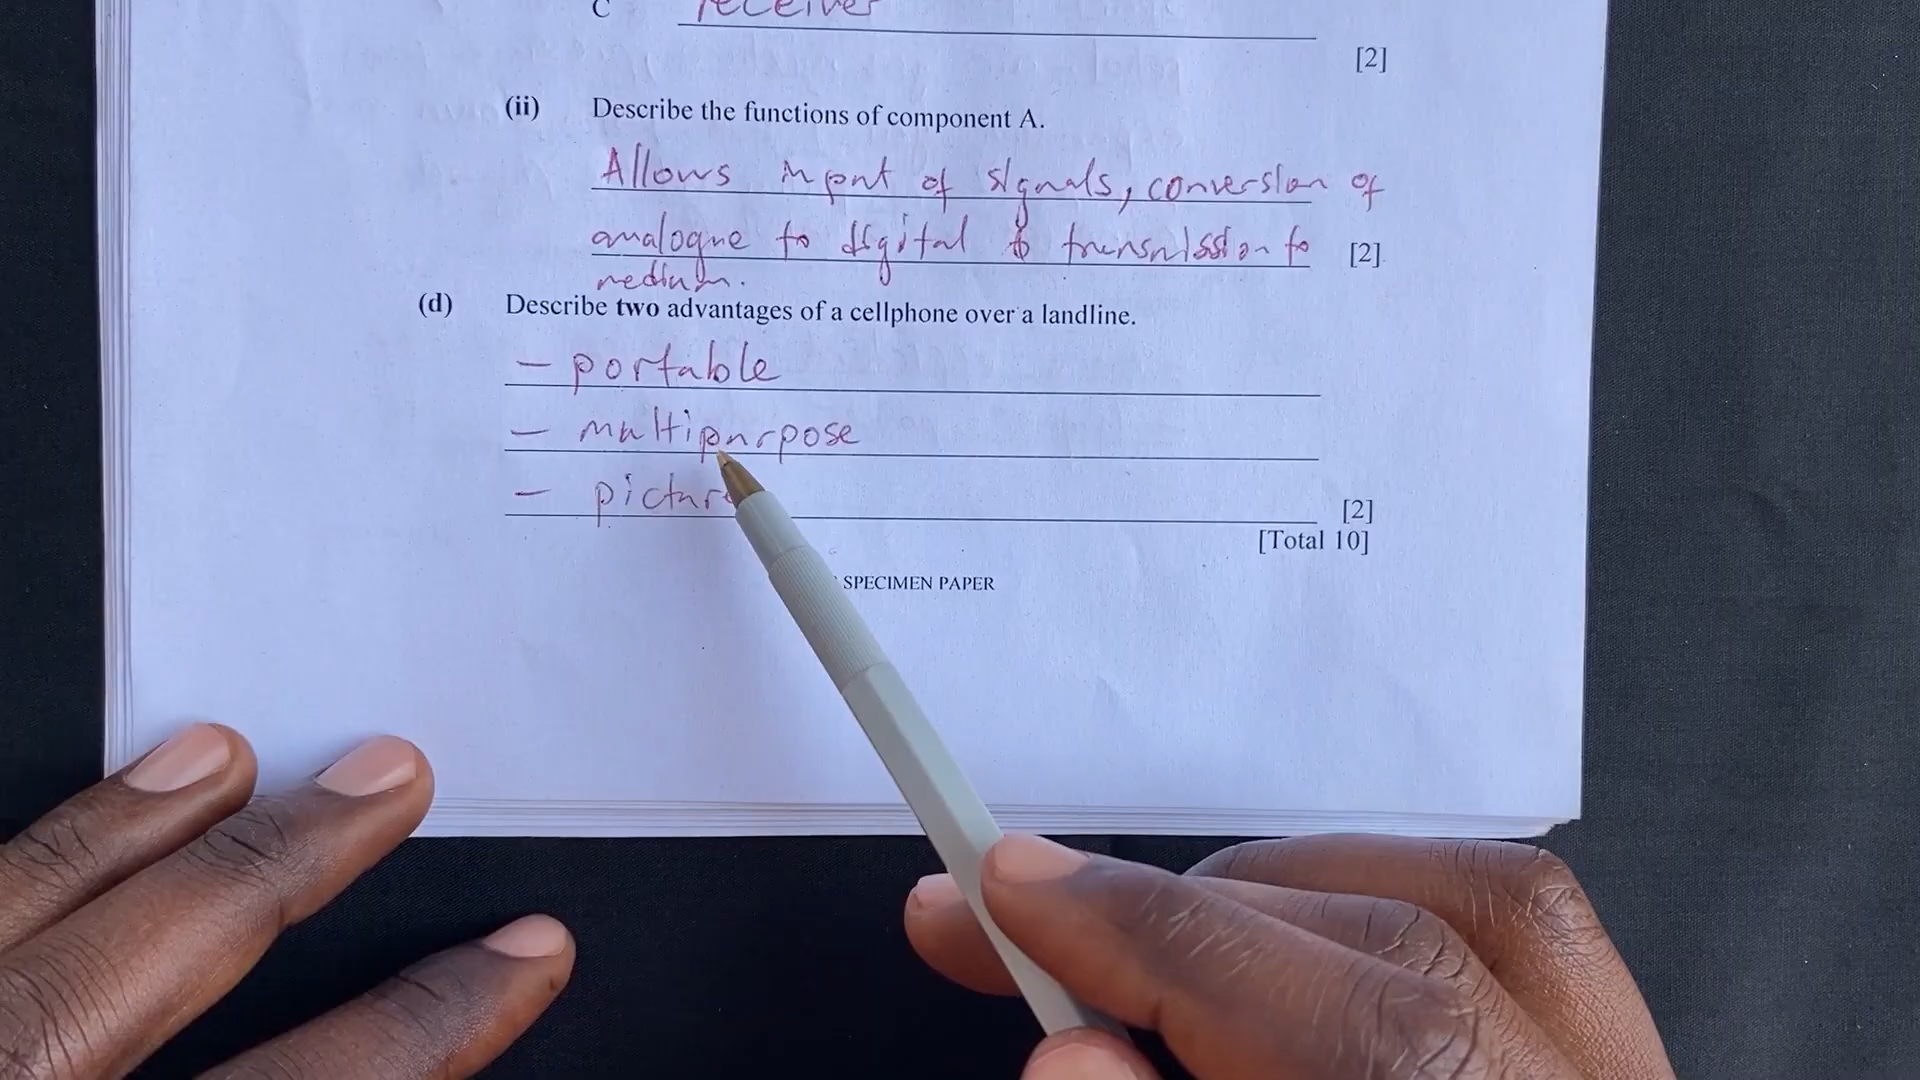 C receiver
[2]
(ii) Describe the functions of component A.
Allows input of signals, conversion of
analogue to digital & transmission to [2]
medium.
(d) Describe two advantages of a cellphone over a landline.
- portable
- multipurpose
- picture
[2]
[Total 10]
SPECIMEN PAPER